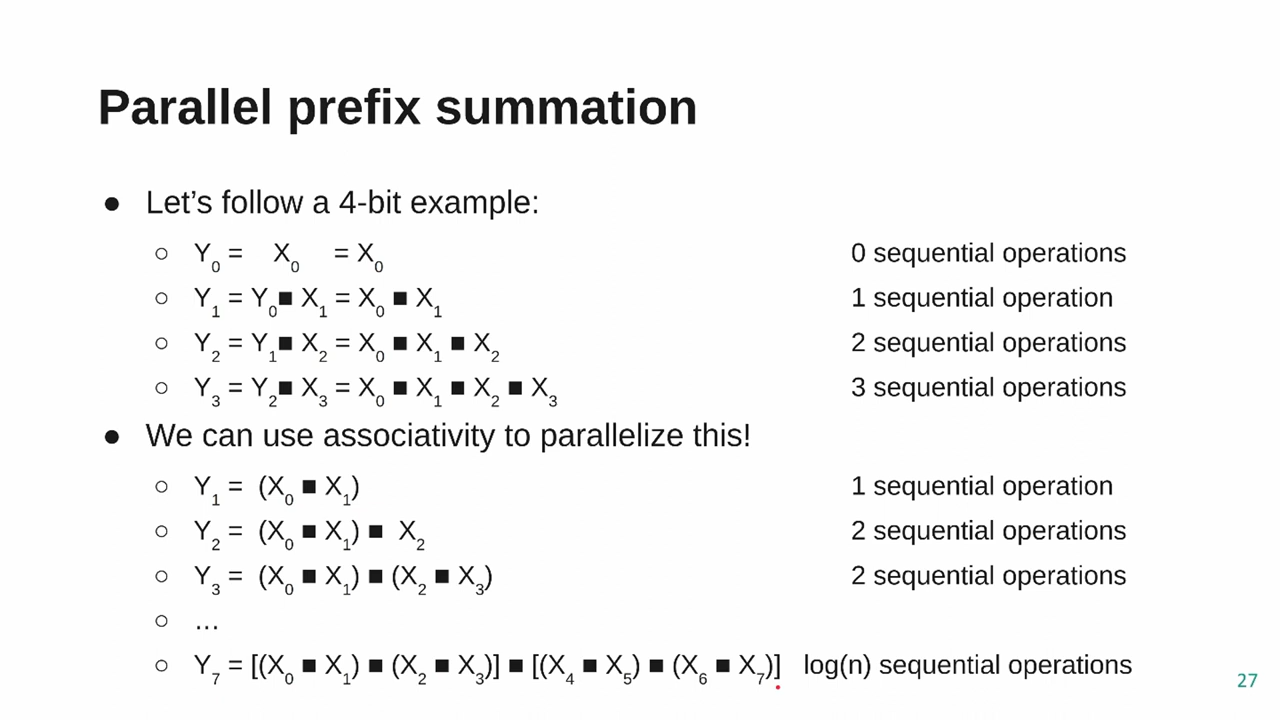 Parallel prefix summation
● Let’s follow a 4-bit example:
○ Y₀ = X₀ = X₀ 0 sequential operations
○ Y₁ = Y₀■ X₁ = X₀ ■ X₁ 1 sequential operation
○ Y₂ = Y₁■ X₂ = X₀ ■ X₁ ■ X₂ 2 sequential operations
○ Y₃ = Y₂■ X₃ = X₀ ■ X₁ ■ X₂ ■ X₃ 3 sequential operations
● We can use associativity to parallelize this!
○ Y₁ = (X₀ ■ X₁) 1 sequential operation
○ Y₂ = (X₀ ■ X₁) ■ X₂ 2 sequential operations
○ Y₃ = (X₀ ■ X₁) ■ (X₂ ■ X₃) 2 sequential operations
○ …
○ Y₇ = [(X₀ ■ X₁) ■ (X₂ ■ X₃)] ■ [(X₄ ■ X₅) ■ (X₆ ■ X₇)] log(n) sequential operations
27